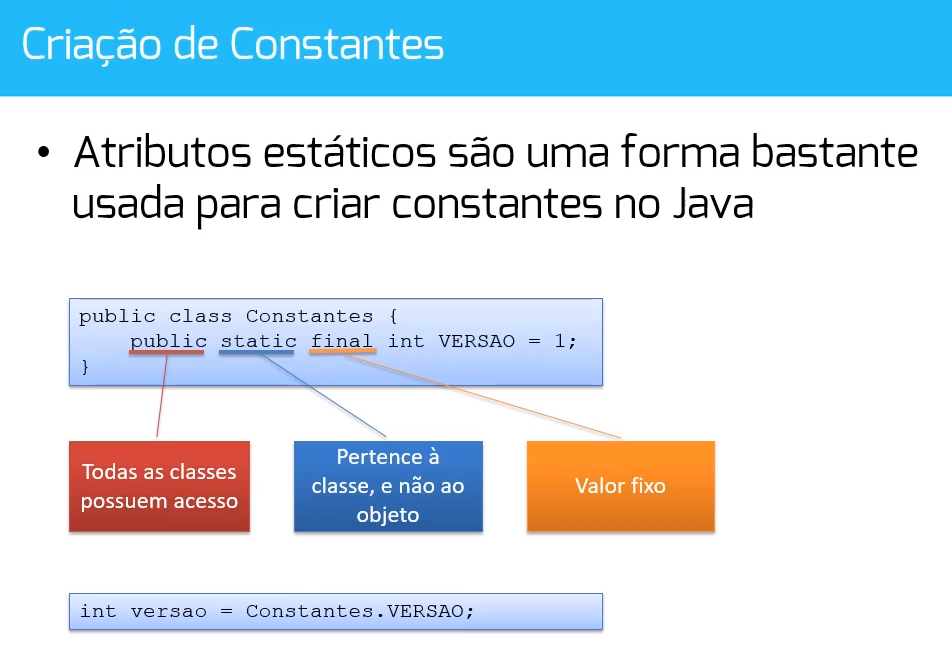 Criação de Constantes
• Atributos estáticos são uma forma bastante
usada para criar constantes no Java
public class Constantes {
    public static final int VERSAO = 1;
}
Todas as classes
possuem acesso
Pertence à
classe, e não ao
objeto
Valor fixo
int versao = Constantes.VERSAO;